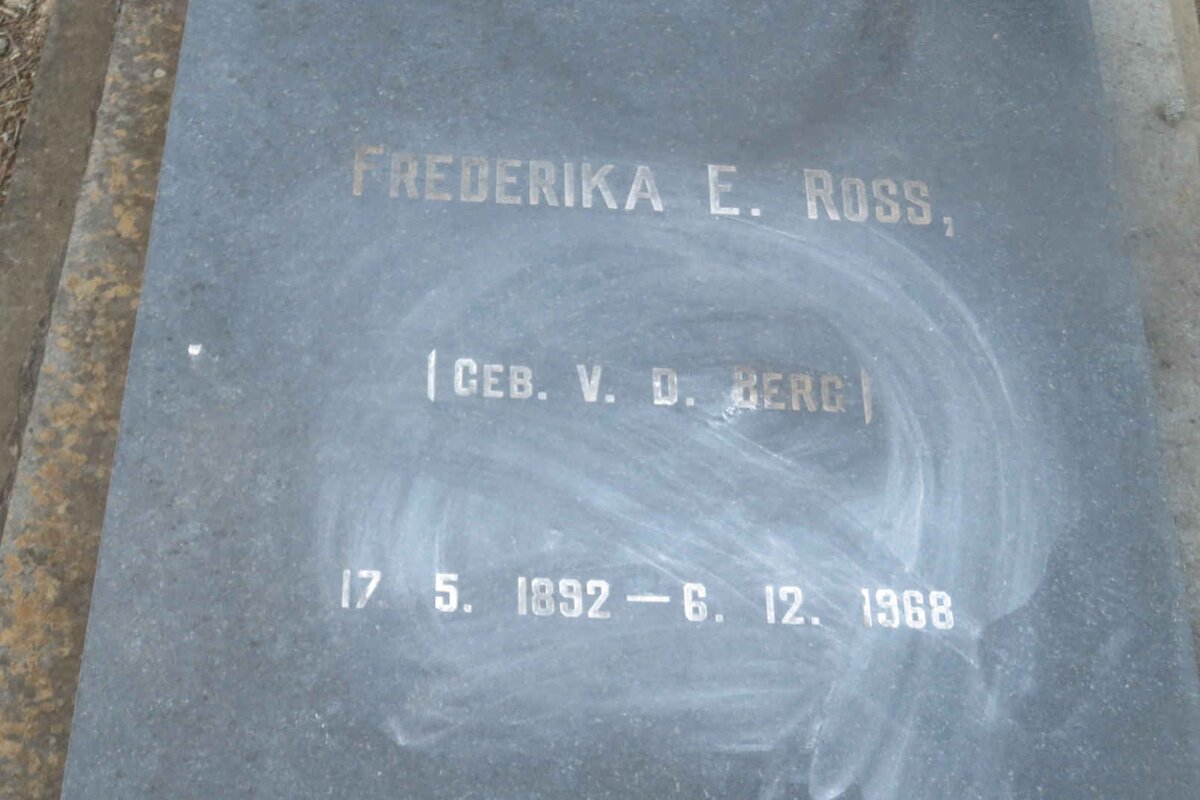 FREDERIKA E. ROSS,
(GEB. V. D. BERG)
17. 5. 1892 — 6. 12. 1968